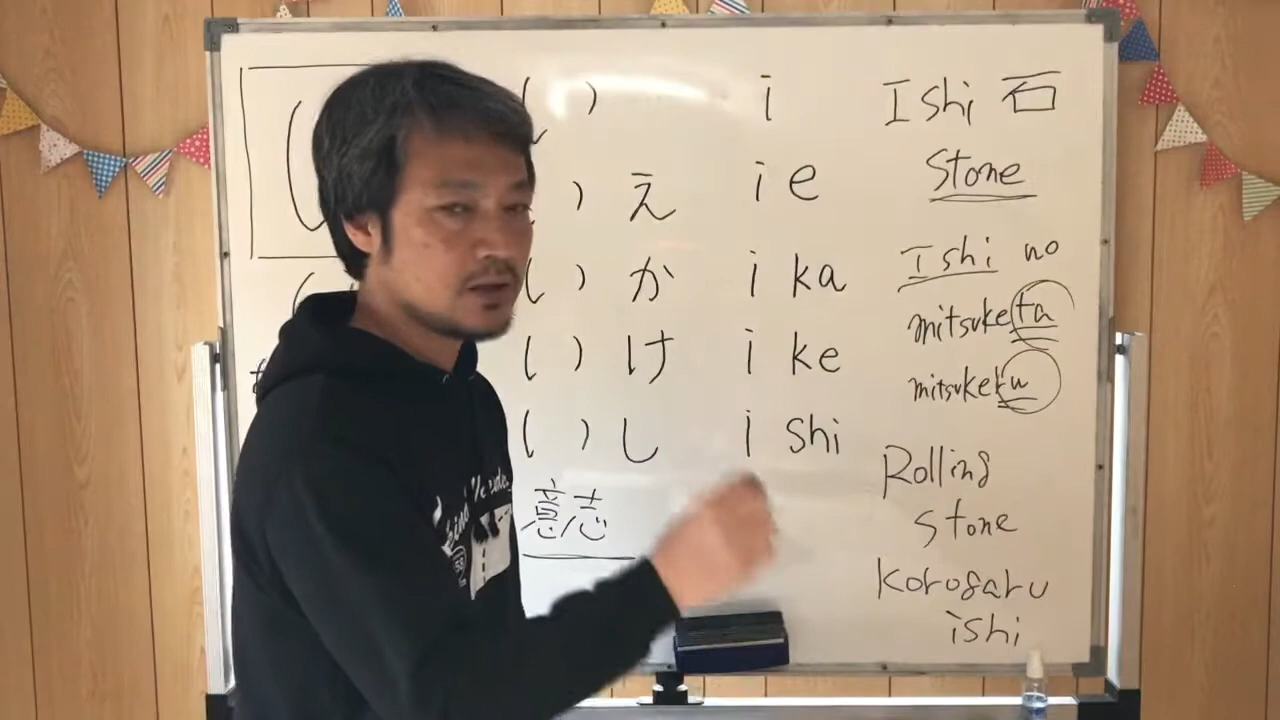 い i
いえ ie
いか ika
いけ ike
いし ishi
意志
Ishi 石
Stone
Ishi no
mitsuketa
mitsukeru
Rolling
stone
korogaru
ishi